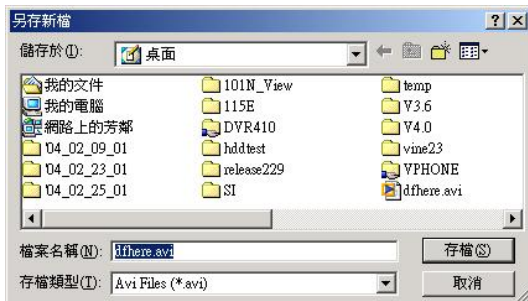 另存新檔
儲存於(I): 桌面
我的文件
我的電腦
網路上的芳鄰
04_02_09_01
04_02_23_01
04_02_25_01
101N_View
115E
DVR410
hddtest
release229
SI
temp
V3.6
V4.0
vine23
VPHONE
dfhere.avi
檔案名稱(N): dfhere.avi 存檔(S)
存檔類型(T): Avi Files (*.avi) 取消